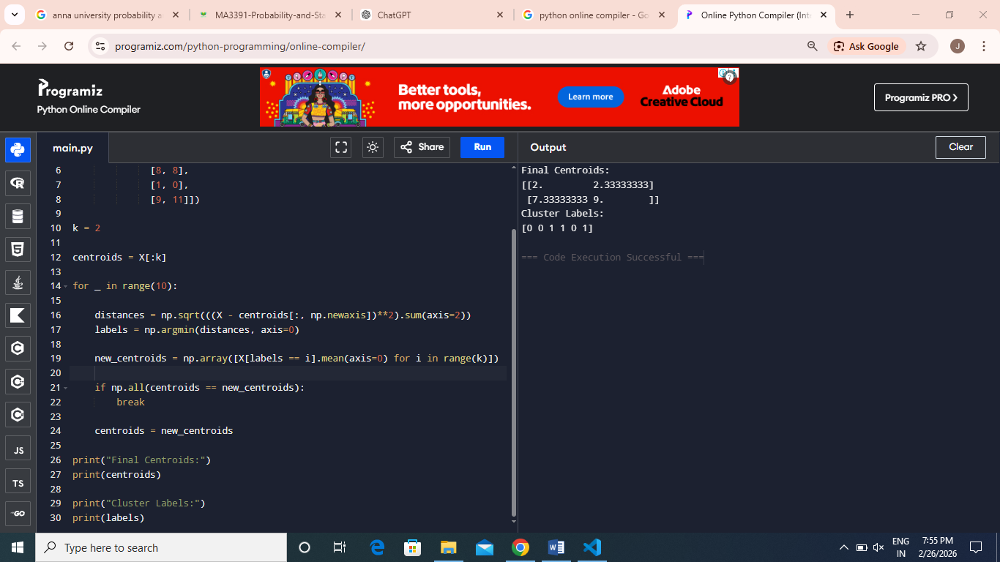 anna university probability a
MA3391-Probability-and-Sta
ChatGPT
python online compiler - Go
Online Python Compiler (Inte
programiz.com/python-programming/online-compiler/
Ask Google
J
Programiz
Python Online Compiler
Better tools,
more opportunities.
Learn more
Adobe
Creative Cloud
Programiz PRO >
main.py
Share
Run
Output
Clear
6 [8, 8],
7 [1, 0],
8 [9, 11]])
9
10 k = 2
11
12 centroids = X[:k]
13
14 for _ in range(10):
15
16 distances = np.sqrt(((X - centroids[:, np.newaxis])**2).sum(axis=2))
17 labels = np.argmin(distances, axis=0)
18
19 new_centroids = np.array([X[labels == i].mean(axis=0) for i in range(k)])
20
21 if np.all(centroids == new_centroids):
22 break
23
24 centroids = new_centroids
25
26 print("Final Centroids:")
27 print(centroids)
28
29 print("Cluster Labels:")
30 print(labels)
Final Centroids:
[[2. 2.33333333]
[7.33333333 9. ]]
Cluster Labels:
[0 0 1 1 0 1]
=== Code Execution Successful ===
JS
TS
GO
Type here to search
ENG
IN
7:55 PM
2/26/2026